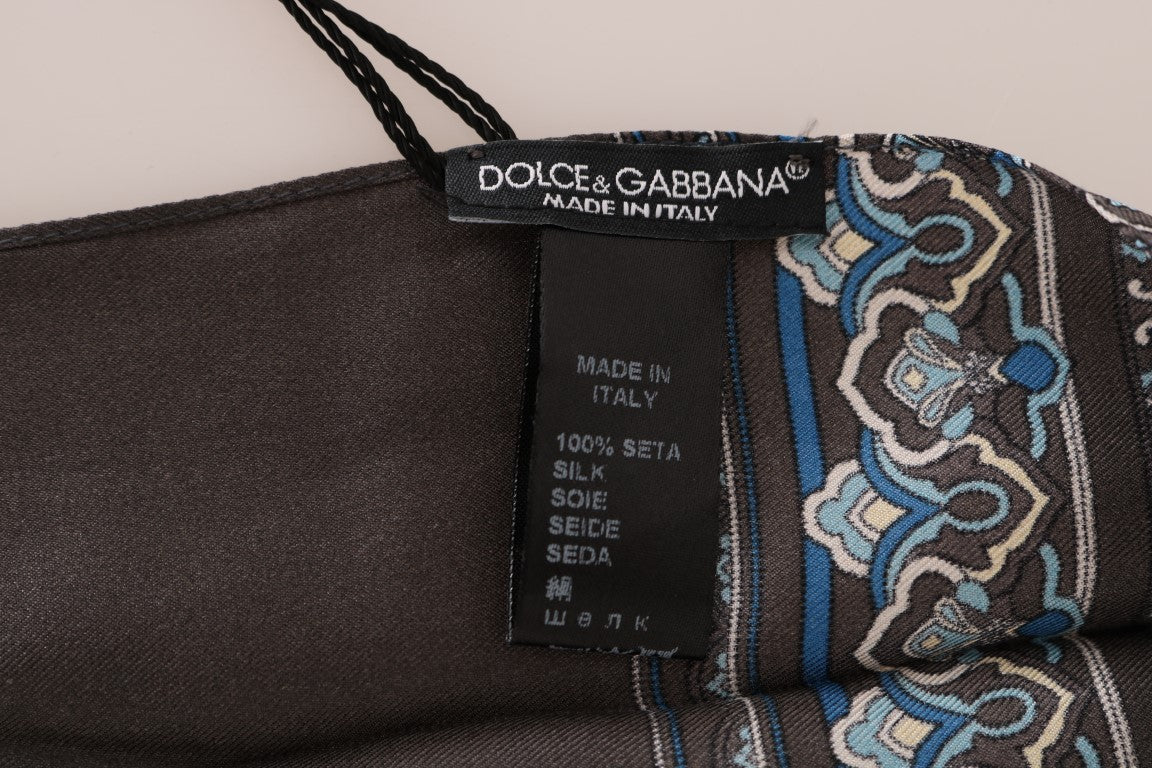 DOLCE & GABBANA
MADE IN ITALY
MADE IN
ITALY
100% SETA
SILK
SOIE
SEIDE
SEDA
絹
шелк